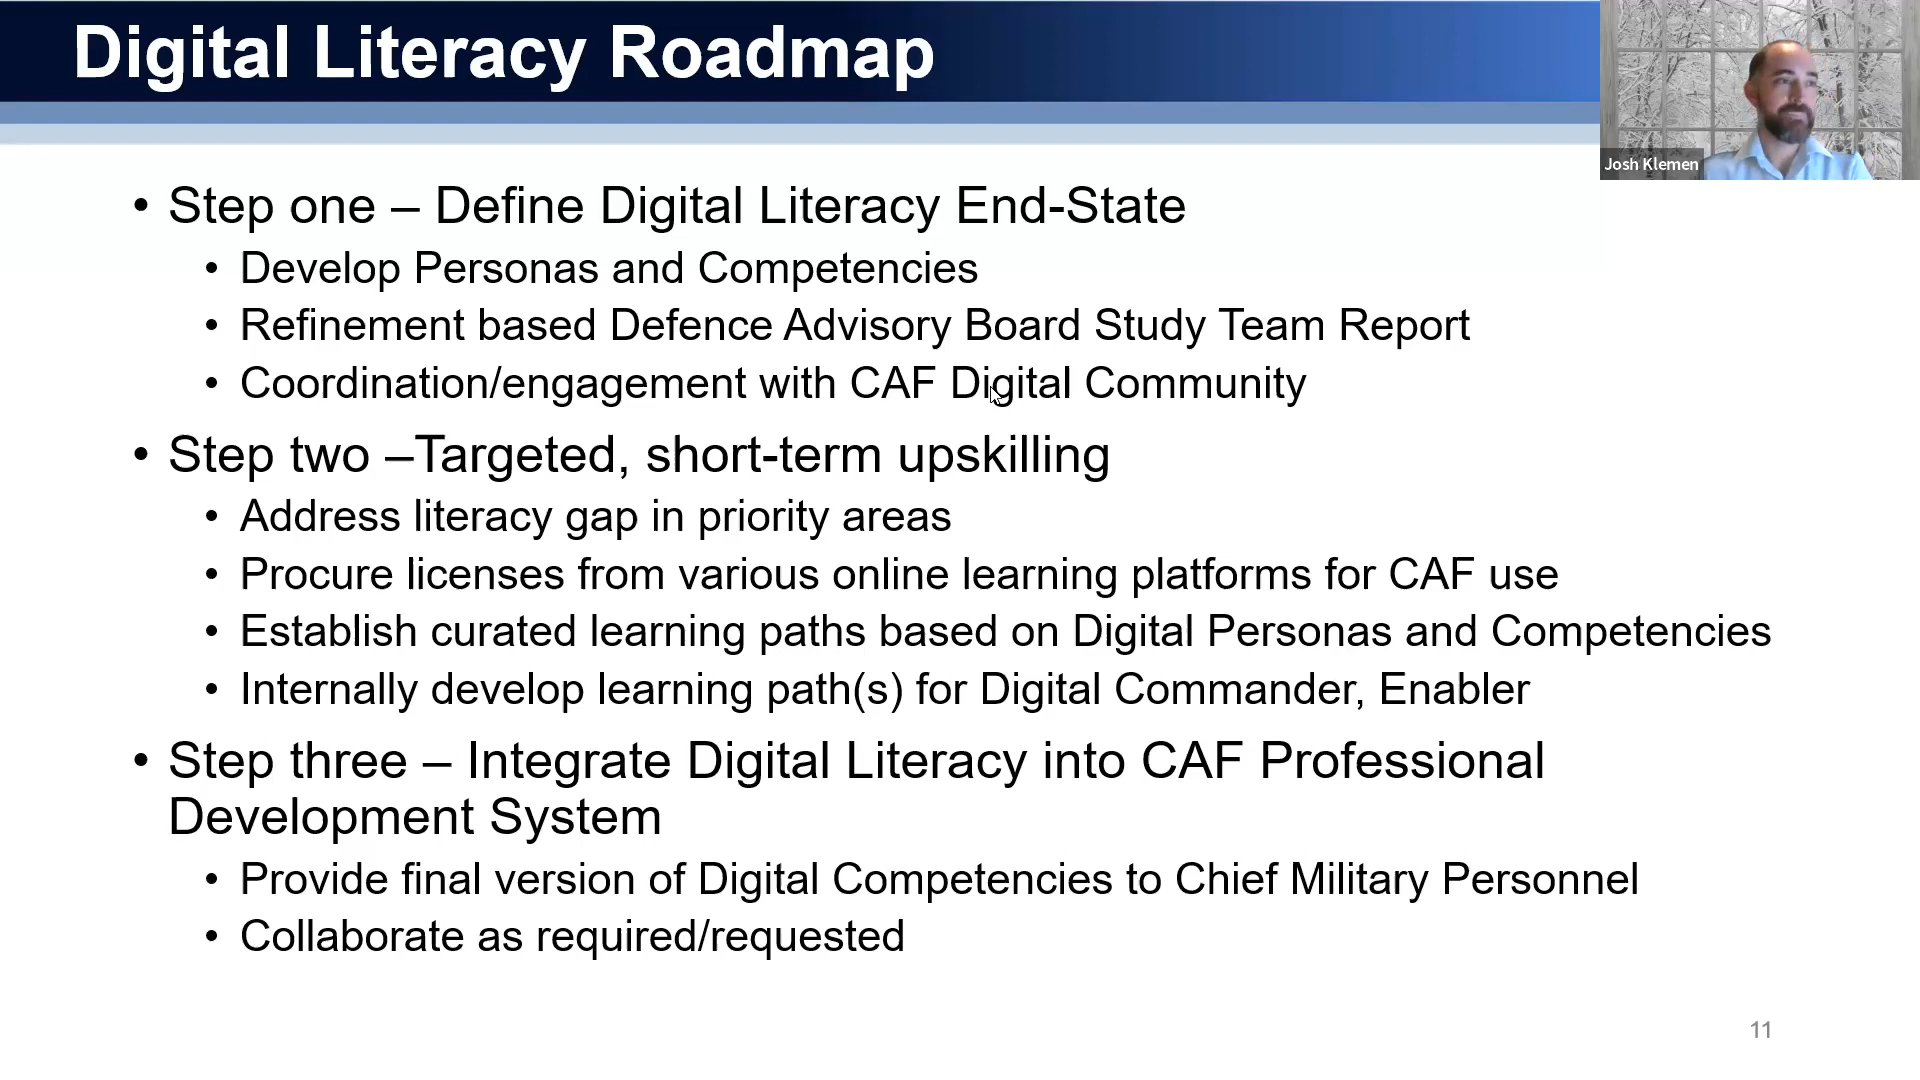 Digital Literacy Roadmap
Josh Klemen
• Step one – Define Digital Literacy End-State
• Develop Personas and Competencies
• Refinement based Defence Advisory Board Study Team Report
• Coordination/engagement with CAF Digital Community
• Step two –Targeted, short-term upskilling
• Address literacy gap in priority areas
• Procure licenses from various online learning platforms for CAF use
• Establish curated learning paths based on Digital Personas and Competencies
• Internally develop learning path(s) for Digital Commander, Enabler
• Step three – Integrate Digital Literacy into CAF Professional
Development System
• Provide final version of Digital Competencies to Chief Military Personnel
• Collaborate as required/requested
11